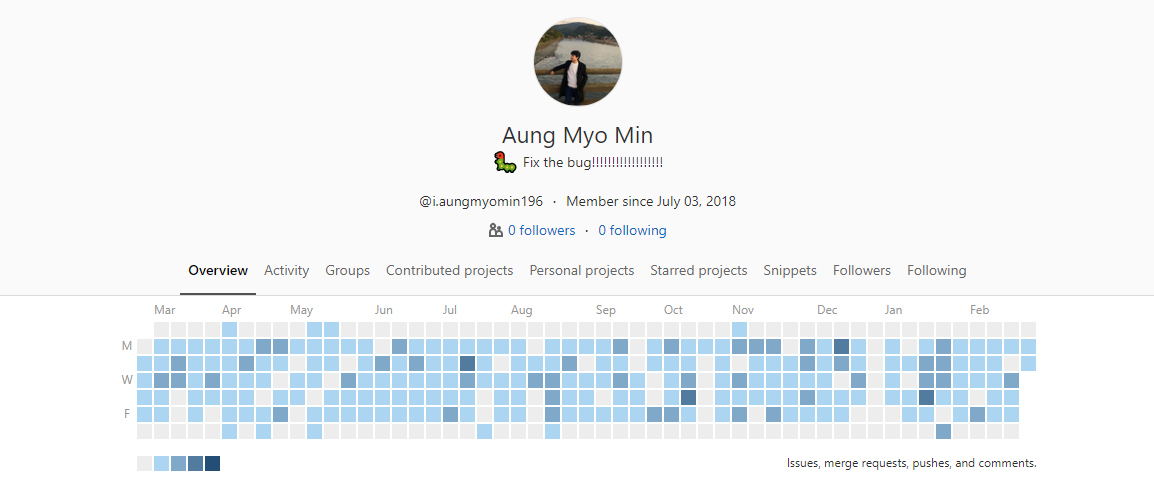 Aung Myo Min
Fix the bug!!!!!!!!!!!!!!!!!!
@i.aungmyomin196 · Member since July 03, 2018
0 followers · 0 following
Overview Activity Groups Contributed projects Personal projects Starred projects Snippets Followers Following
Mar Apr May Jun Jul Aug Sep Oct Nov Dec Jan Feb
M
W
F
Issues, merge requests, pushes, and comments.